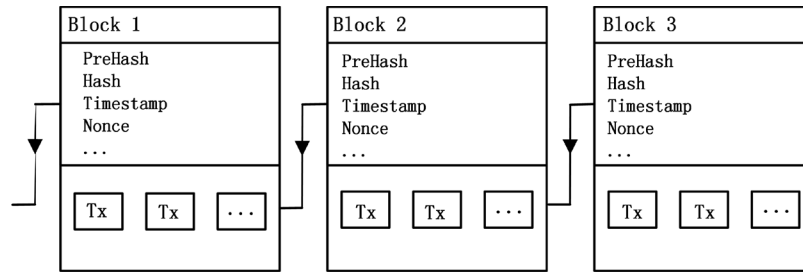 Block 1
PreHash
Hash
Timestamp
Nonce
...
Tx Tx ...
Block 2
PreHash
Hash
Timestamp
Nonce
...
Tx Tx ...
Block 3
PreHash
Hash
Timestamp
Nonce
...
Tx Tx ...